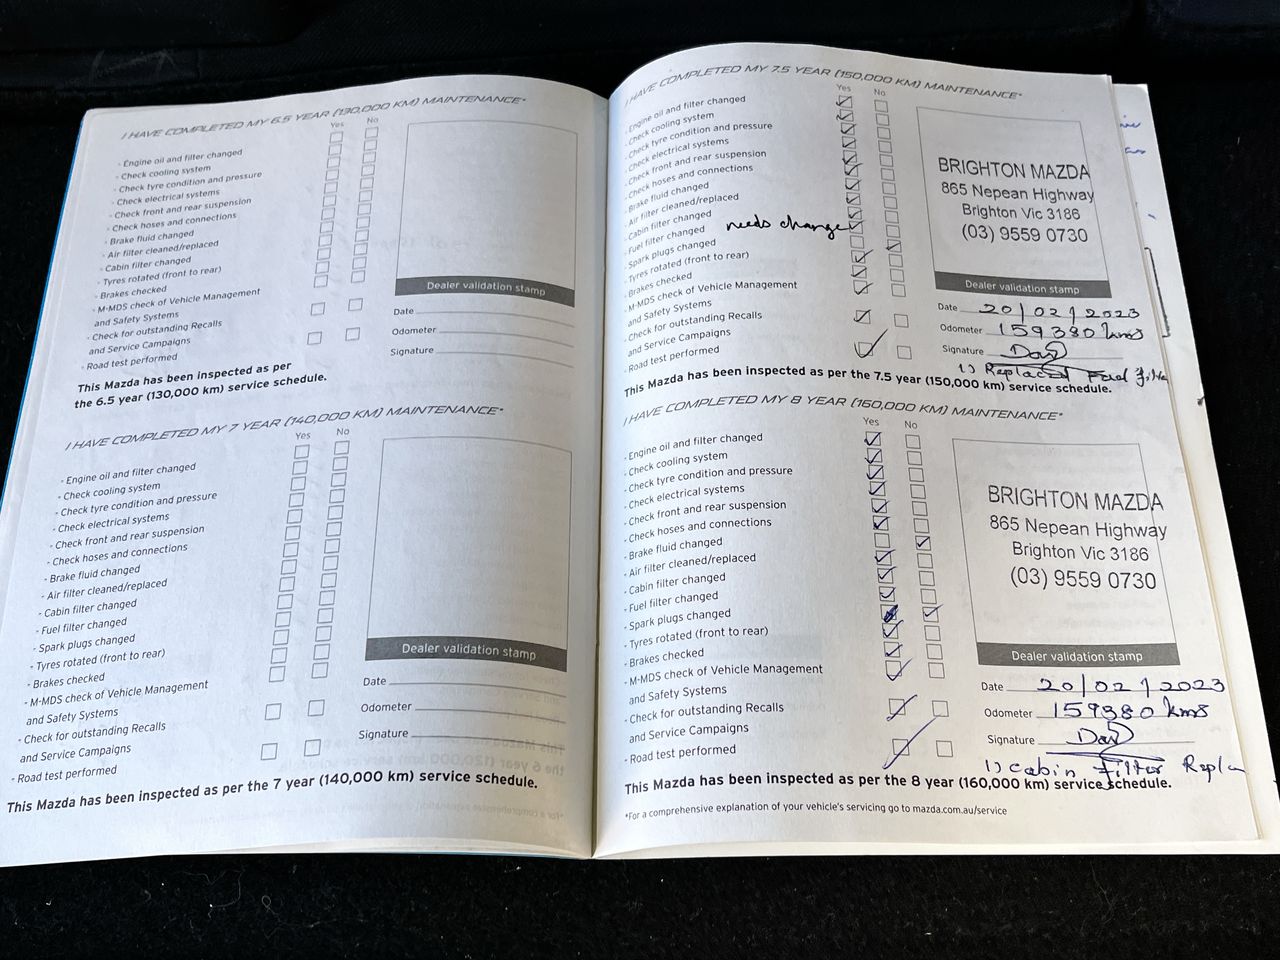 I HAVE COMPLETED MY 6.5 YEAR (130,000 KM) MAINTENANCE*
Yes No
- Engine oil and filter changed
- Check cooling system
- Check tyre condition and pressure
- Check electrical systems
- Check front and rear suspension
- Check hoses and connections
- Brake fluid changed
- Air filter cleaned/replaced
- Cabin filter changed
- Tyres rotated (front to rear)
- Brakes checked
- M-MDS check of Vehicle Management
and Safety Systems
- Check for outstanding Recalls
and Service Campaigns
- Road test performed
Dealer validation stamp
Date
Odometer
Signature
This Mazda has been inspected as per
the 6.5 year (130,000 km) service schedule.
I HAVE COMPLETED MY 7 YEAR (140,000 KM) MAINTENANCE*
Yes No
- Engine oil and filter changed
- Check cooling system
- Check tyre condition and pressure
- Check electrical systems
- Check front and rear suspension
- Check hoses and connections
- Brake fluid changed
- Air filter cleaned/replaced
- Cabin filter changed
- Fuel filter changed
- Spark plugs changed
- Tyres rotated (front to rear)
- Brakes checked
- M-MDS check of Vehicle Management
and Safety Systems
- Check for outstanding Recalls
and Service Campaigns
- Road test performed
Dealer validation stamp
Date
Odometer
Signature
This Mazda has been inspected as per the 7 year (140,000 km) service schedule.
I HAVE COMPLETED MY 7.5 YEAR (150,000 KM) MAINTENANCE*
Yes No
- Engine oil and filter changed
- Check cooling system
- Check tyre condition and pressure
- Check electrical systems
- Check front and rear suspension
- Check hoses and connections
- Brake fluid changed
- Air filter cleaned/replaced
- Cabin filter changed
- Fuel filter changed needs change
- Spark plugs changed
- Tyres rotated (front to rear)
- Brakes checked
- M-MDS check of Vehicle Management
and Safety Systems
- Check for outstanding Recalls
and Service Campaigns
- Road test performed
BRIGHTON MAZDA
865 Nepean Highway
Brighton Vic 3186
(03) 9559 0730
Dealer validation stamp
Date 20/02/2023
Odometer 159380 kms
Signature
1) Replaced Fuel Filter
This Mazda has been inspected as per the 7.5 year (150,000 km) service schedule.
I HAVE COMPLETED MY 8 YEAR (160,000 KM) MAINTENANCE*
Yes No
- Engine oil and filter changed
- Check cooling system
- Check tyre condition and pressure
- Check electrical systems
- Check front and rear suspension
- Check hoses and connections
- Brake fluid changed
- Air filter cleaned/replaced
- Cabin filter changed
- Fuel filter changed
- Spark plugs changed
- Tyres rotated (front to rear)
- Brakes checked
- M-MDS check of Vehicle Management
and Safety Systems
- Check for outstanding Recalls
and Service Campaigns
- Road test performed
BRIGHTON MAZDA
865 Nepean Highway
Brighton Vic 3186
(03) 9559 0730
Dealer validation stamp
Date 20/02/2023
Odometer 159380 kms
Signature
1) Cabin Filter Repla
This Mazda has been inspected as per the 8 year (160,000 km) service schedule.
*For a comprehensive explanation of your vehicle's servicing go to mazda.com.au/service